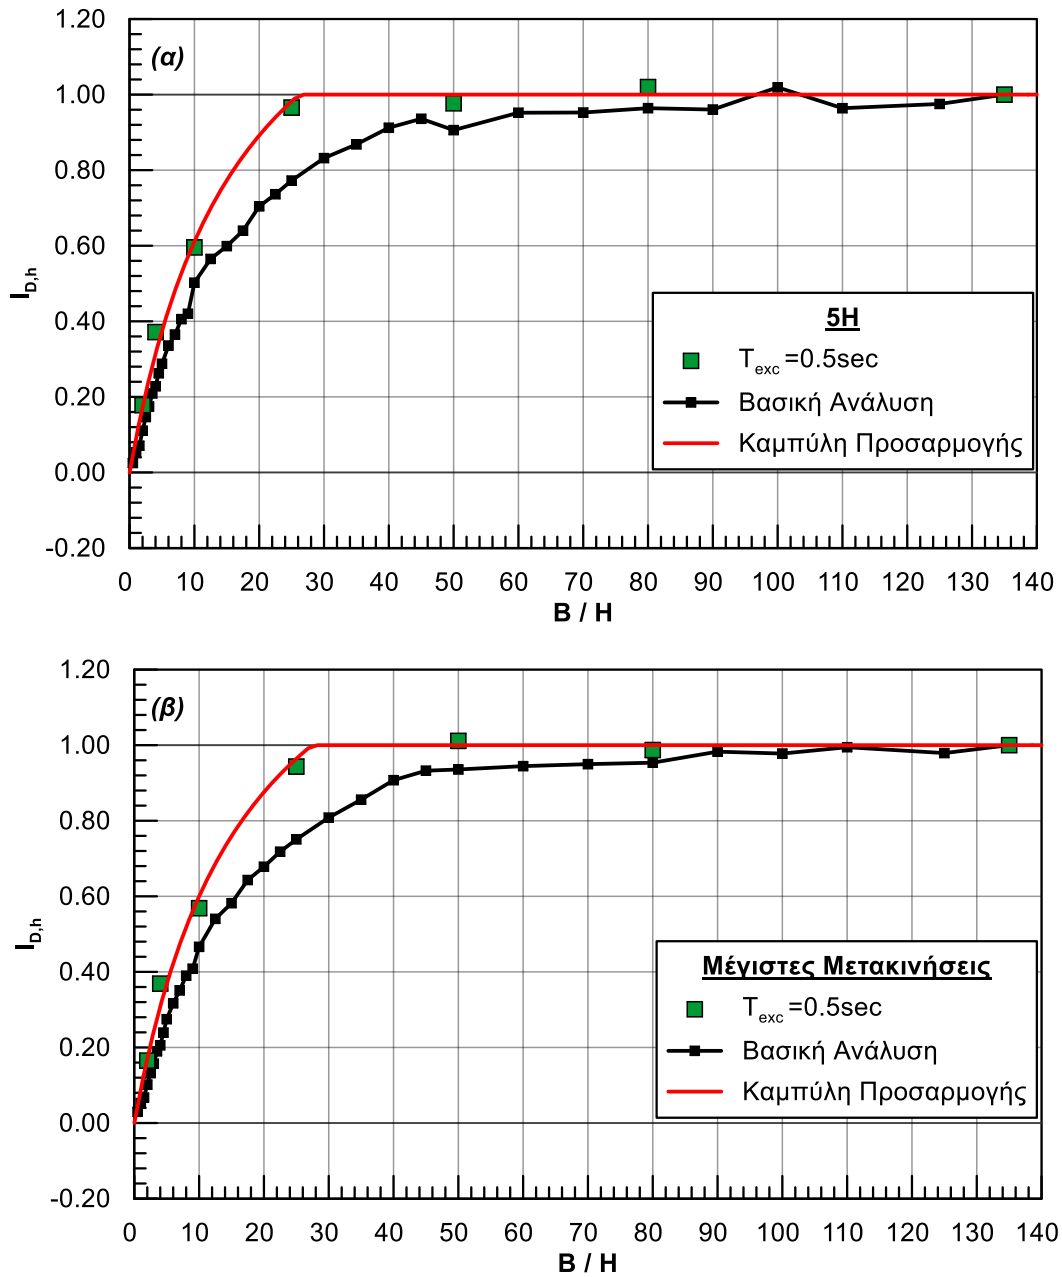 1.20
(α)
1.00
0.80
0.60
0.40
0.20
0.00
-0.20
I_D,h
5H
T_exc=0.5sec
Βασική Ανάλυση
Καμπύλη Προσαρμογής
0 10 20 30 40 50 60 70 80 90 100 110 120 130 140
B / H
1.20
(β)
1.00
0.80
0.60
0.40
0.20
0.00
-0.20
I_D,h
Μέγιστες Μετακινήσεις
T_exc=0.5sec
Βασική Ανάλυση
Καμπύλη Προσαρμογής
0 10 20 30 40 50 60 70 80 90 100 110 120 130 140
B / H